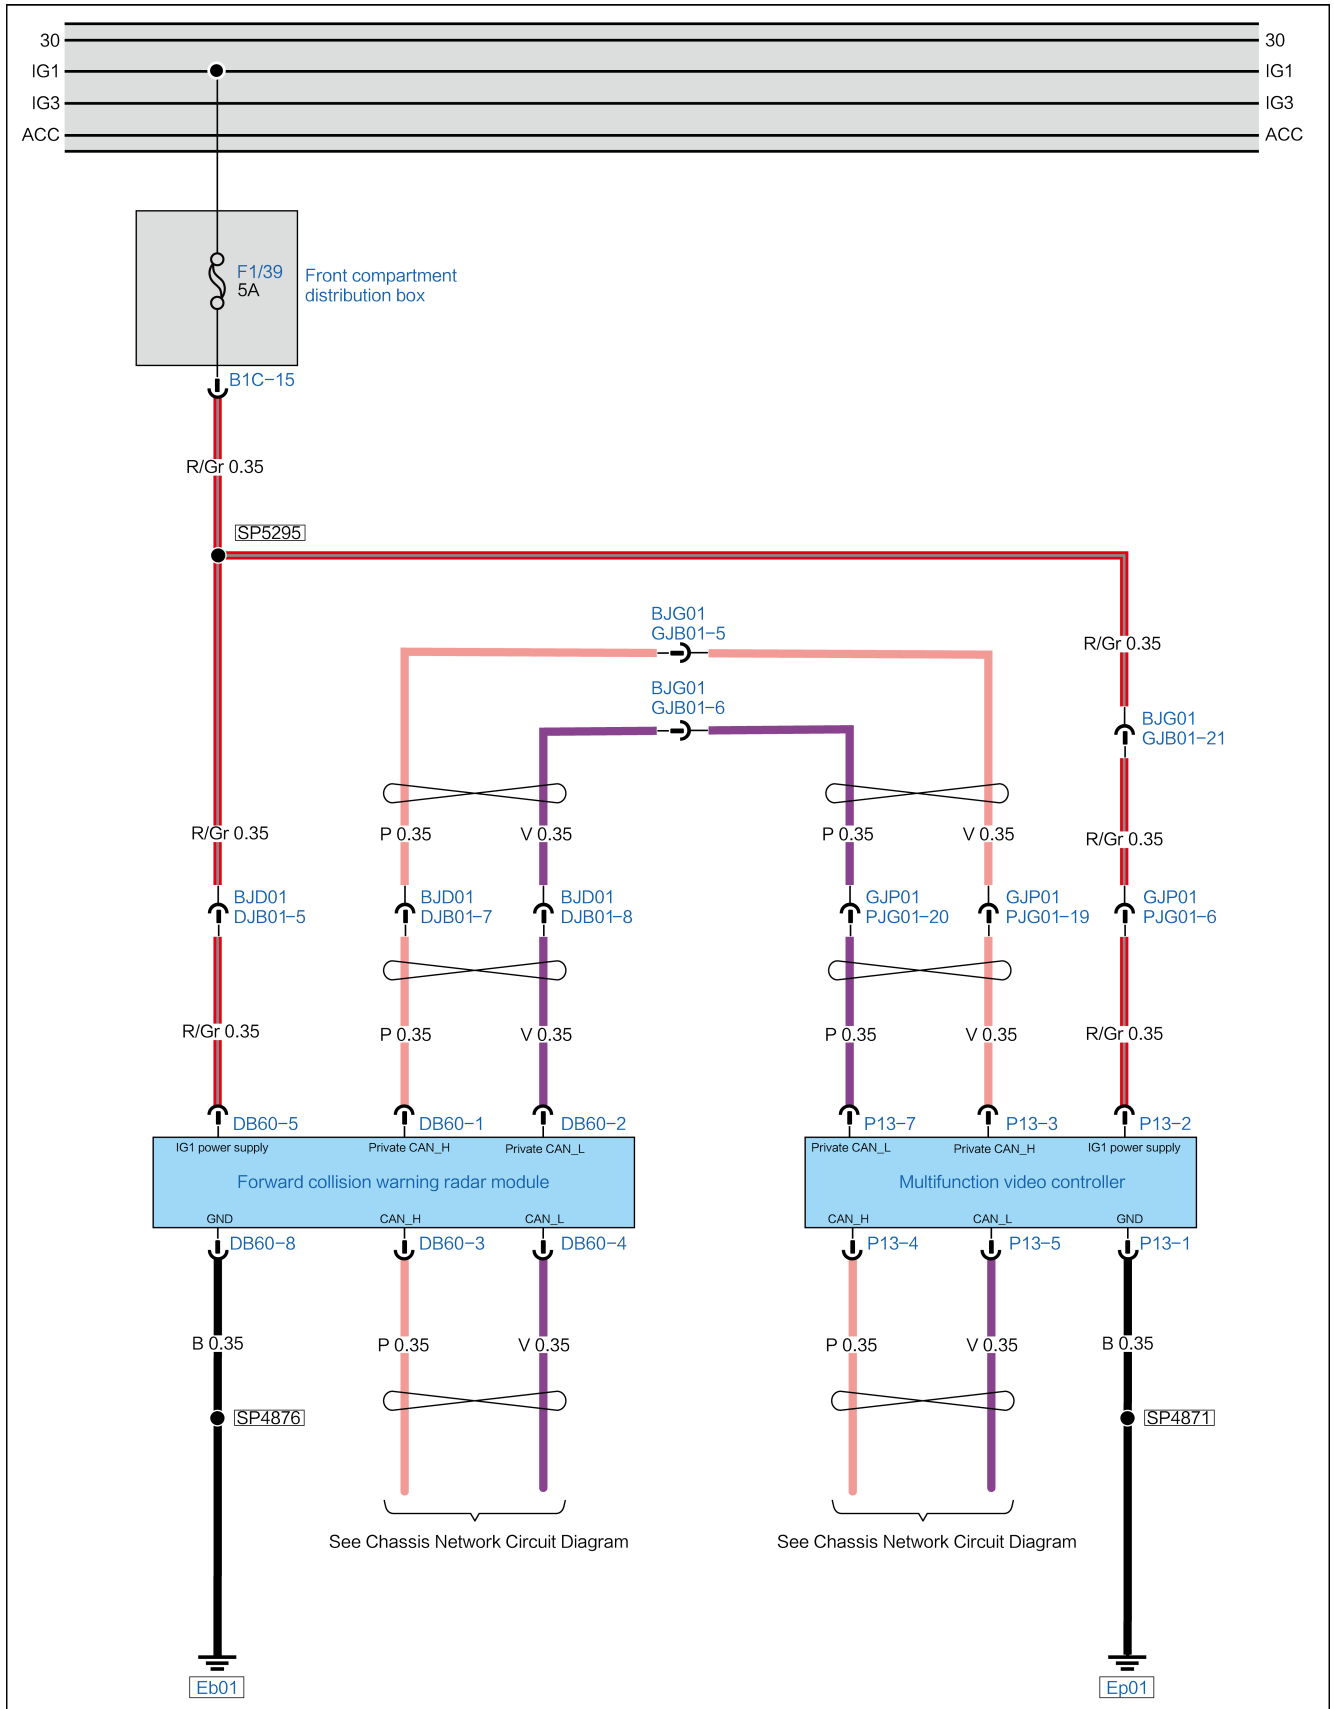 30
30
IG1
IG1
IG3
IG3
ACC
ACC
F1/39
5A
Front compartment
distribution box
B1C-15
R/Gr 0.35
SP5295
BJG01
GJB01-5
R/Gr 0.35
BJG01
GJB01-6
BJG01
GJB01-21
R/Gr 0.35
P 0.35
V 0.35
P 0.35
V 0.35
R/Gr 0.35
BJD01
DJB01-5
BJD01
DJB01-7
BJD01
DJB01-8
GJP01
PJG01-20
GJP01
PJG01-19
GJP01
PJG01-6
R/Gr 0.35
P 0.35
V 0.35
P 0.35
V 0.35
R/Gr 0.35
DB60-5
DB60-1
DB60-2
P13-7
P13-3
P13-2
IG1 power supply
Private CAN_H
Private CAN_L
Private CAN_L
Private CAN_H
IG1 power supply
Forward collision warning radar module
Multifunction video controller
GND
CAN_H
CAN_L
CAN_H
CAN_L
GND
DB60-8
DB60-3
DB60-4
P13-4
P13-5
P13-1
B 0.35
P 0.35
V 0.35
P 0.35
V 0.35
B 0.35
SP4876
SP4871
See Chassis Network Circuit Diagram
See Chassis Network Circuit Diagram
Eb01
Ep01